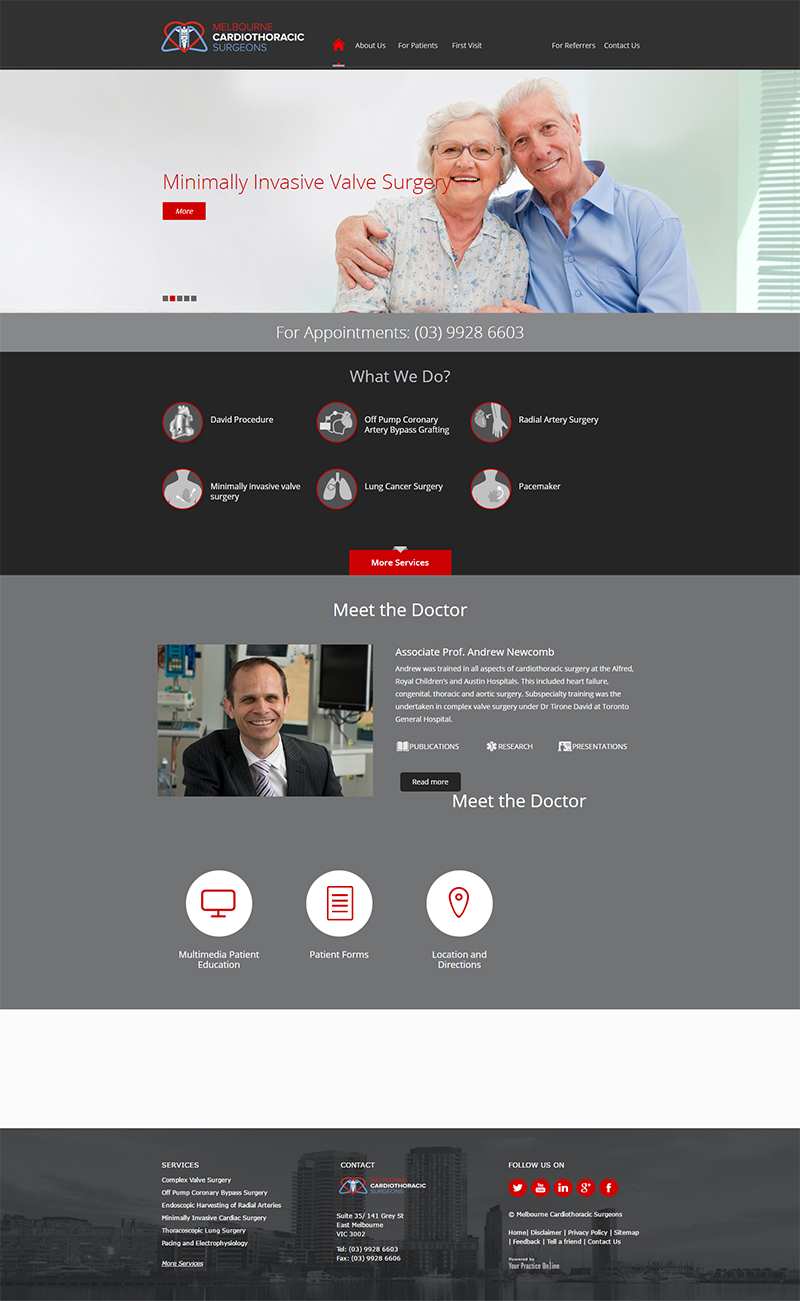 MELBOURNE
CARDIOTHORACIC
SURGEONS
About Us
For Patients
First Visit
For Referrers
Contact Us
Minimally Invasive Valve Surgery
More
For Appointments: (03) 9928 6603
What We Do?
David Procedure
Off Pump Coronary
Artery Bypass Grafting
Radial Artery Surgery
Minimally invasive valve
surgery
Lung Cancer Surgery
Pacemaker
More Services
Meet the Doctor
Associate Prof. Andrew Newcomb
Andrew was trained in all aspects of cardiothoracic surgery at the Alfred,
Royal Children's and Austin Hospitals. This included heart failure,
congenital, thoracic and aortic surgery. Subspecialty training was the
undertaken in complex valve surgery under Dr Tirone David at Toronto
General Hospital.
PUBLICATIONS
RESEARCH
PRESENTATIONS
Read more
Meet the Doctor
Multimedia Patient
Education
Patient Forms
Location and
Directions
SERVICES
Complex Valve Surgery
Off Pump Coronary Bypass Surgery
Endoscopic Harvesting of Radial Arteries
Minimally Invasive Cardiac Surgery
Thoracoscopic Lung Surgery
Pacing and Electrophysiology
More Services
CONTACT
MELBOURNE
CARDIOTHORACIC
SURGEONS
Suite 35/ 141 Grey St
East Melbourne
VIC 3002
Tel: (03) 9928 6603
Fax: (03) 9928 6606
FOLLOW US ON
© Melbourne Cardiothoracic Surgeons
Home| Disclaimer | Privacy Policy | Sitemap
| Feedback | Tell a friend | Contact Us
Powered by
Your Practice Online